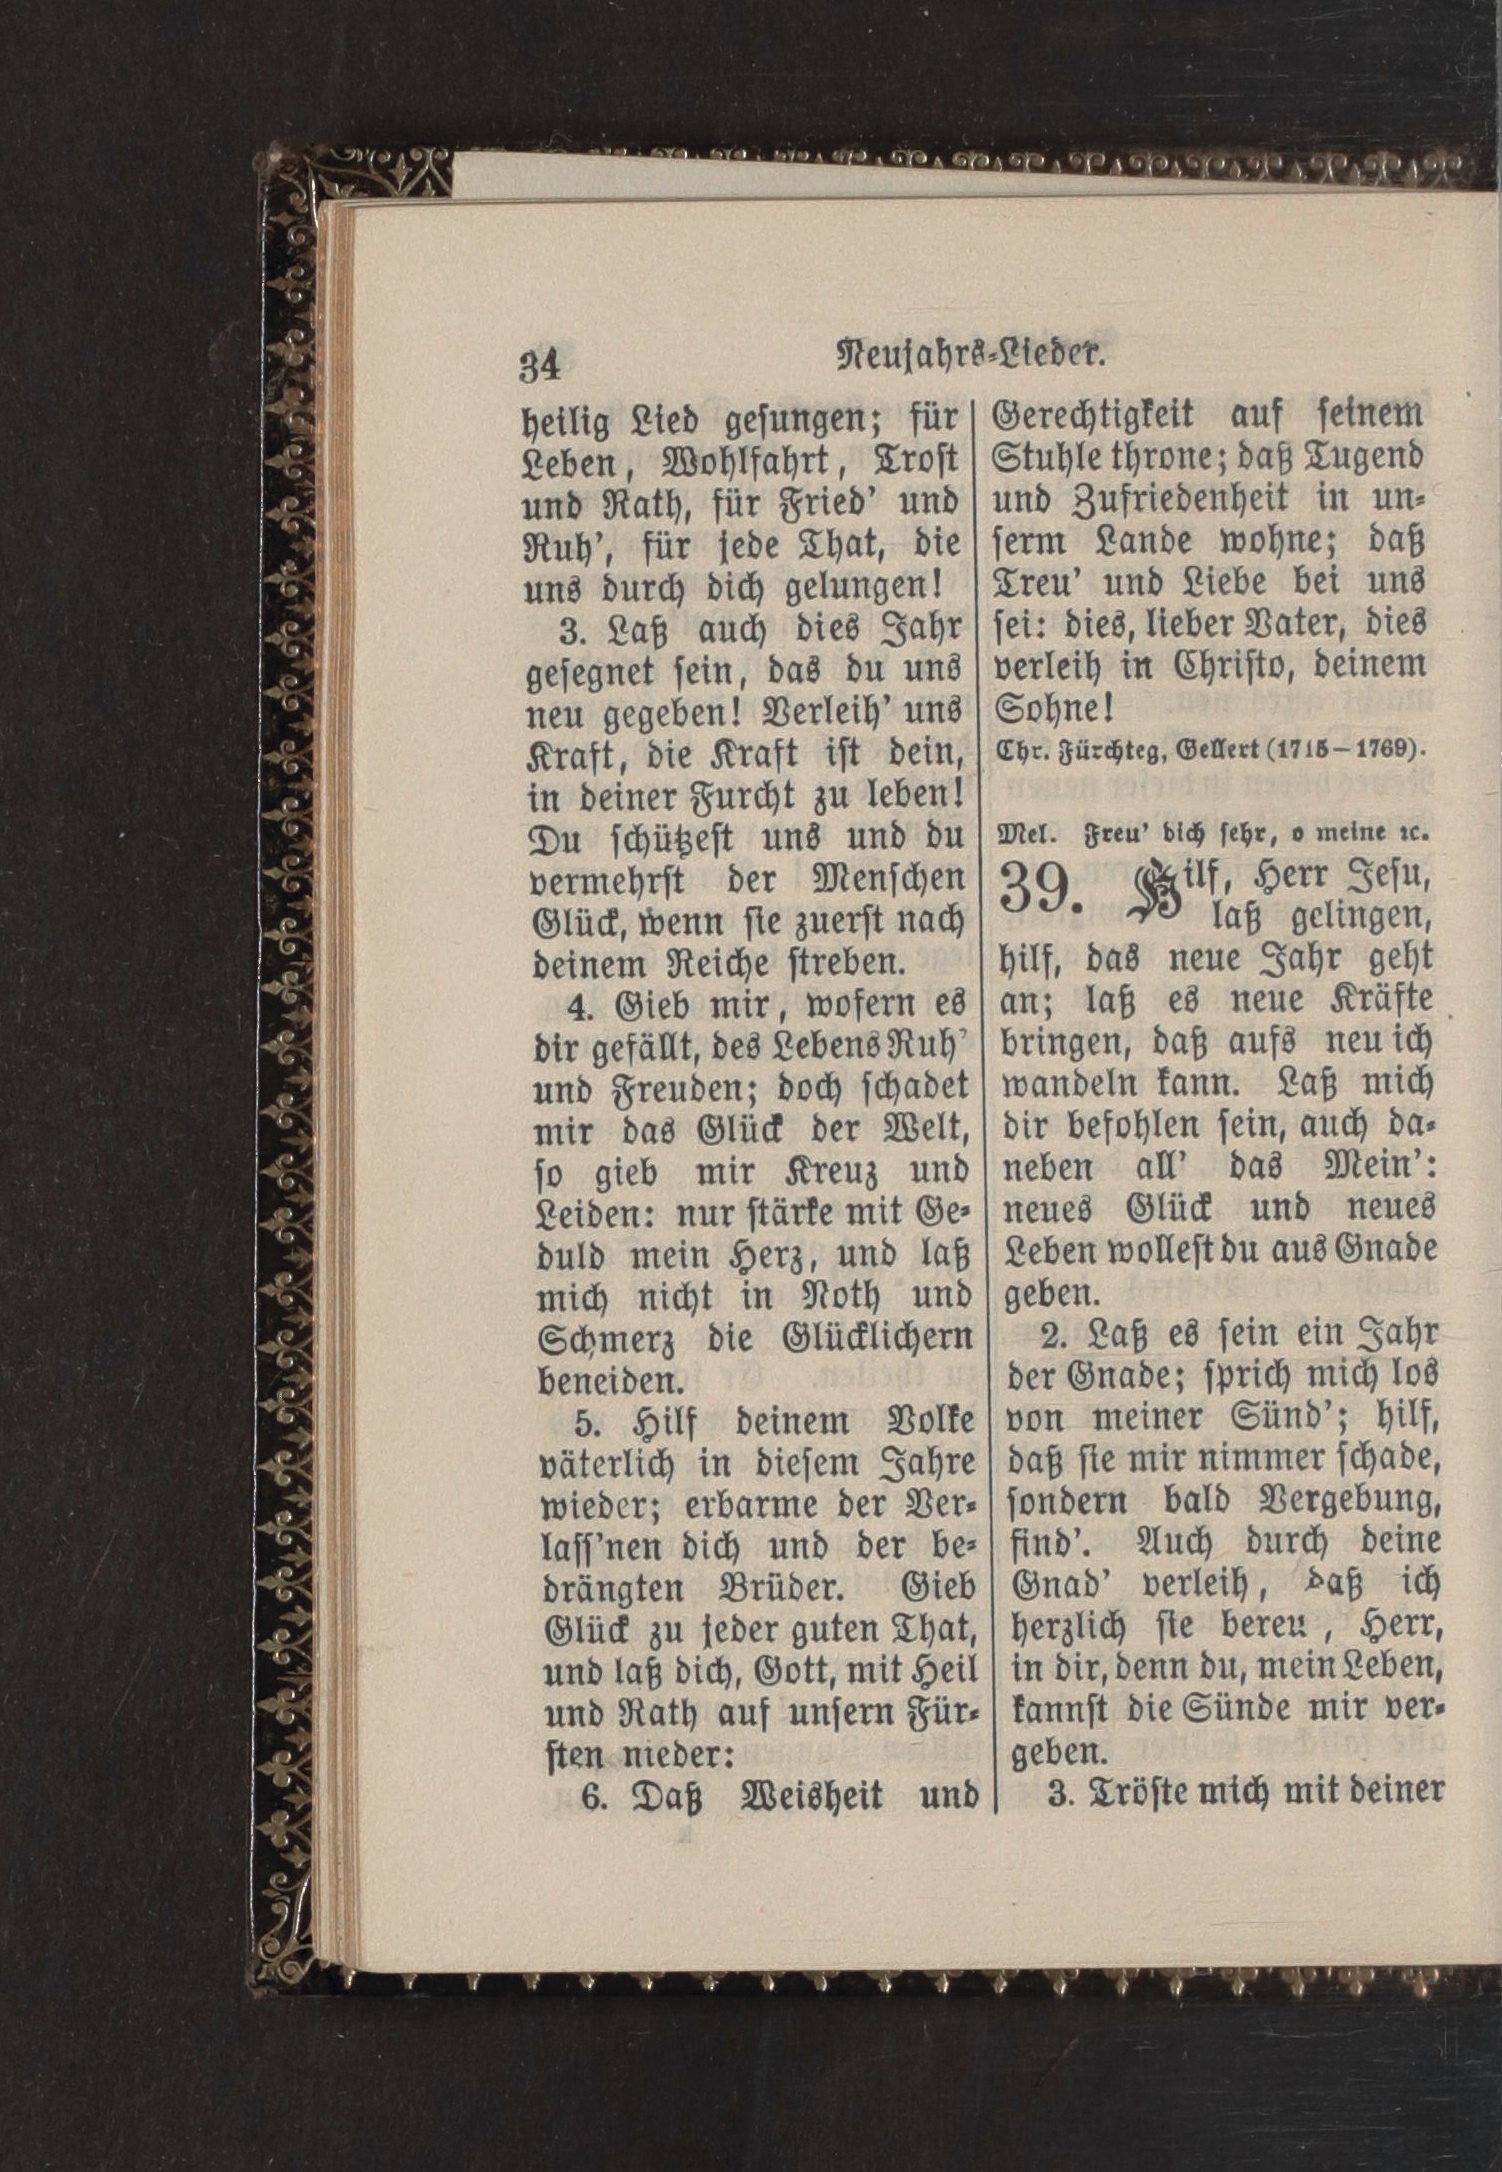 34
Neujahrs-Lieder.
heilig Lied gesungen; für
Leben, Wohlfahrt, Trost
und Rath, für Fried' und
Ruh', für jede That, die
uns durch dich gelungen!
3. Laß auch dies Jahr
gesegnet sein, das du uns
neu gegeben! Verleih' uns
Kraft, die Kraft ist dein,
in deiner Furcht zu leben!
Du schützest uns und du
vermehrst der Menschen
Glück, wenn sie zuerst nach
deinem Reiche streben.
4. Gieb mir, wofern es
dir gefällt, des Lebens Ruh'
und Freuden; doch schadet
mir das Glück der Welt,
so gieb mir Kreuz und
Leiden: nur stärke mit Ge-
duld mein Herz, und laß
mich nicht in Noth und
Schmerz die Glücklichern
beneiden.
5. Hilf deinem Volke
väterlich in diesem Jahre
wieder; erbarme der Ver-
lass'nen dich und der be-
drängten Brüder. Gieb
Glück zu jeder guten That,
und laß dich, Gott, mit Heil
und Rath auf unsern Für-
sten nieder:
6. Daß Weisheit und
Gerechtigkeit auf seinem
Stuhle throne; daß Tugend
und Zufriedenheit in un-
serm Lande wohne; daß
Treu' und Liebe bei uns
sei: dies, lieber Vater, dies
verleih in Christo, deinem
Sohne!
Chr. Fürchteg, Gellert (1715–1769).
Mel. Freu' dich sehr, o meine ꝛc.
39. Hilf, Herr Jesu,
laß gelingen,
hilf, das neue Jahr geht
an; laß es neue Kräfte
bringen, daß aufs neu ich
wandeln kann. Laß mich
dir befohlen sein, auch da-
neben all' das Mein':
neues Glück und neues
Leben wollest du aus Gnade
geben.
2. Laß es sein ein Jahr
der Gnade; sprich mich los
von meiner Sünd'; hilf,
daß sie mir nimmer schade,
sondern bald Vergebung,
find'. Auch durch deine
Gnad' verleih, daß ich
herzlich sie bereu, Herr,
in dir, denn du, mein Leben,
kannst die Sünde mir ver-
geben.
3. Tröste mich mit deiner